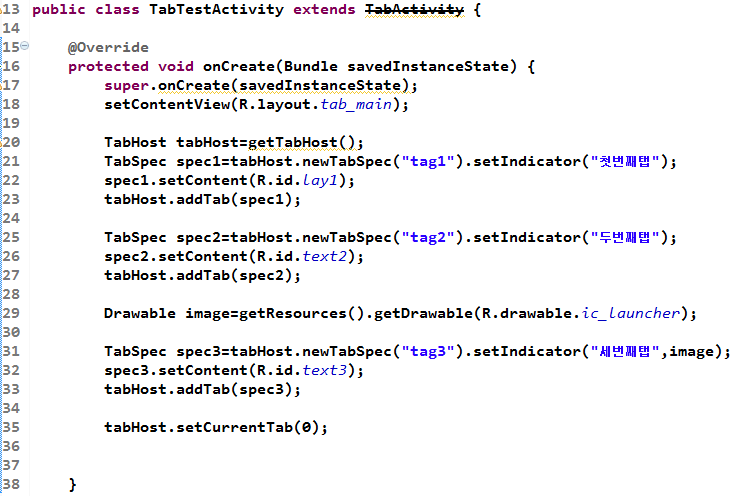 13 public class TabTestActivity extends TabActivity {
14
15 @Override
16 protected void onCreate(Bundle savedInstanceState) {
17 super.onCreate(savedInstanceState);
18 setContentView(R.layout.tab_main);
19
20 TabHost tabHost=getTabHost();
21 TabSpec spec1=tabHost.newTabSpec("tag1").setIndicator("첫번째탭");
22 spec1.setContent(R.id.lay1);
23 tabHost.addTab(spec1);
24
25 TabSpec spec2=tabHost.newTabSpec("tag2").setIndicator("두번째탭");
26 spec2.setContent(R.id.text2);
27 tabHost.addTab(spec2);
28
29 Drawable image=getResources().getDrawable(R.drawable.ic_launcher);
30
31 TabSpec spec3=tabHost.newTabSpec("tag3").setIndicator("세번째탭",image);
32 spec3.setContent(R.id.text3);
33 tabHost.addTab(spec3);
34
35 tabHost.setCurrentTab(0);
36
37
38 }